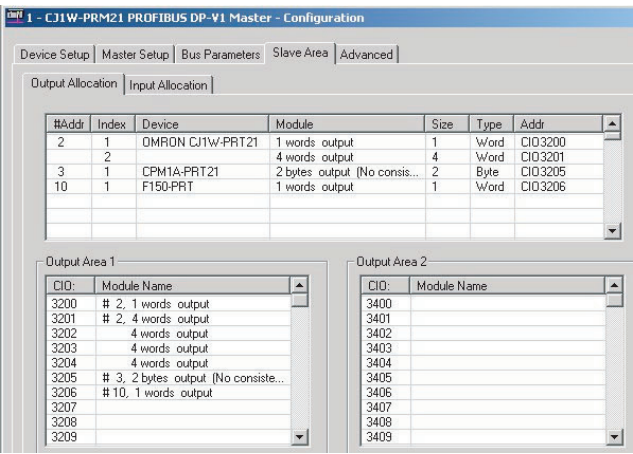 1 - CJ1W-PRM21 PROFIBUS DP-V1 Master - Configuration
Device Setup Master Setup Bus Parameters Slave Area Advanced
Output Allocation Input Allocation
#Addr Index Device Module Size Type Addr
2 1 OMRON CJ1W-PRT21 1 words output 1 Word CIO3200
2 4 words output 4 Word CIO3201
3 1 CPM1A-PRT21 2 bytes output (No consis... 2 Byte CIO3205
10 1 F150-PRT 1 words output 1 Word CIO3206
Output Area 1
CIO: Module Name
3200 # 2, 1 words output
3201 # 2, 4 words output
3202 4 words output
3203 4 words output
3204 4 words output
3205 # 3, 2 bytes output (No consiste...
3206 # 10, 1 words output
3207
3208
3209
Output Area 2
CIO: Module Name
3400
3401
3402
3403
3404
3405
3406
3407
3408
3409